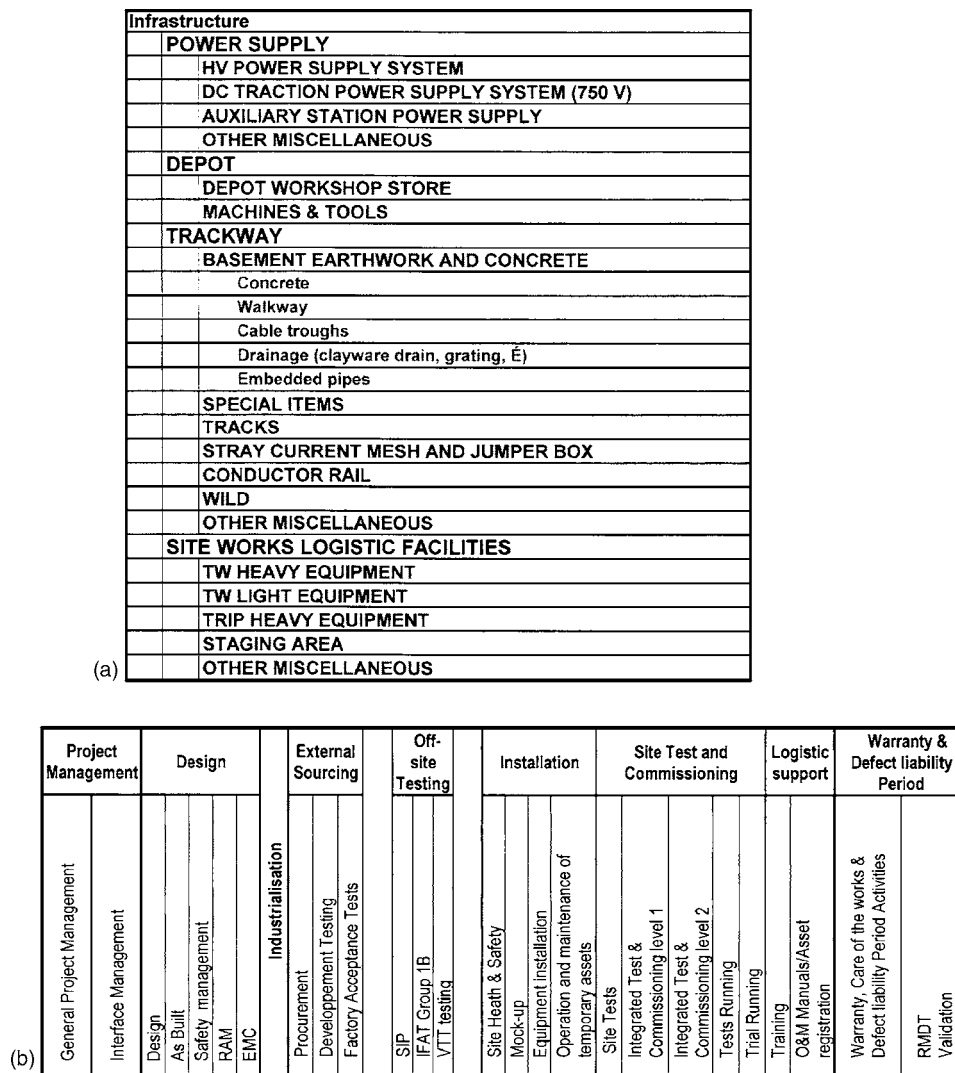 Infrastructure
POWER SUPPLY
HV POWER SUPPLY SYSTEM
DC TRACTION POWER SUPPLY SYSTEM (750 V)
AUXILIARY STATION POWER SUPPLY
OTHER MISCELLANEOUS
DEPOT
DEPOT WORKSHOP STORE
MACHINES & TOOLS
TRACKWAY
BASEMENT EARTHWORK AND CONCRETE
Concrete
Walkway
Cable troughs
Drainage (clayware drain, grating, É)
Embedded pipes
SPECIAL ITEMS
TRACKS
STRAY CURRENT MESH AND JUMPER BOX
CONDUCTOR RAIL
WILD
OTHER MISCELLANEOUS
SITE WORKS LOGISTIC FACILITIES
TW HEAVY EQUIPMENT
TW LIGHT EQUIPMENT
TRIP HEAVY EQUIPMENT
STAGING AREA
OTHER MISCELLANEOUS
(a)
Project
Management
Design
External
Sourcing
Off-
site
Testing
Installation
Site Test and
Commissioning
Logistic
support
Warranty &
Defect liability
Period
General Project Management
Interface Management
Design
As Built
Safety management
RAM
EMC
Industrialisation
Procurement
Developpement Testing
Factory Acceptance Tests
SIP
IFAT Group 1B
VTT testing
Site Heath & Safety
Mock-up
Equipment installation
Operation and maintenance of
temporary assets
Site Tests
Integrated Test &
Commissioning level 1
Integrated Test &
Commissioning level 2
Tests Running
Trial Running
Training
O&M Manuals/Asset
registration
Warranty, Care of the works &
Defect liability Period Activities
RMDT
Validation
(b)